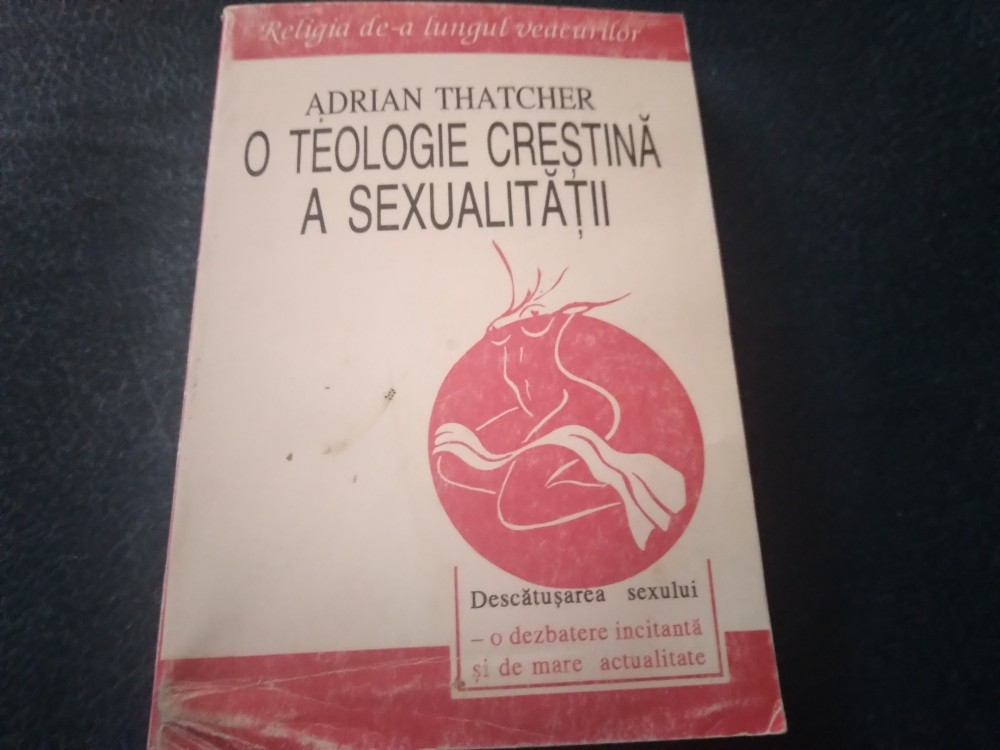 Religia de-a lungul veacurilor
ADRIAN THATCHER
O TEOLOGIE CREȘTINĂ
A SEXUALITĂȚII
Descătușarea sexului
– o dezbatere incitantă
și de mare actualitate